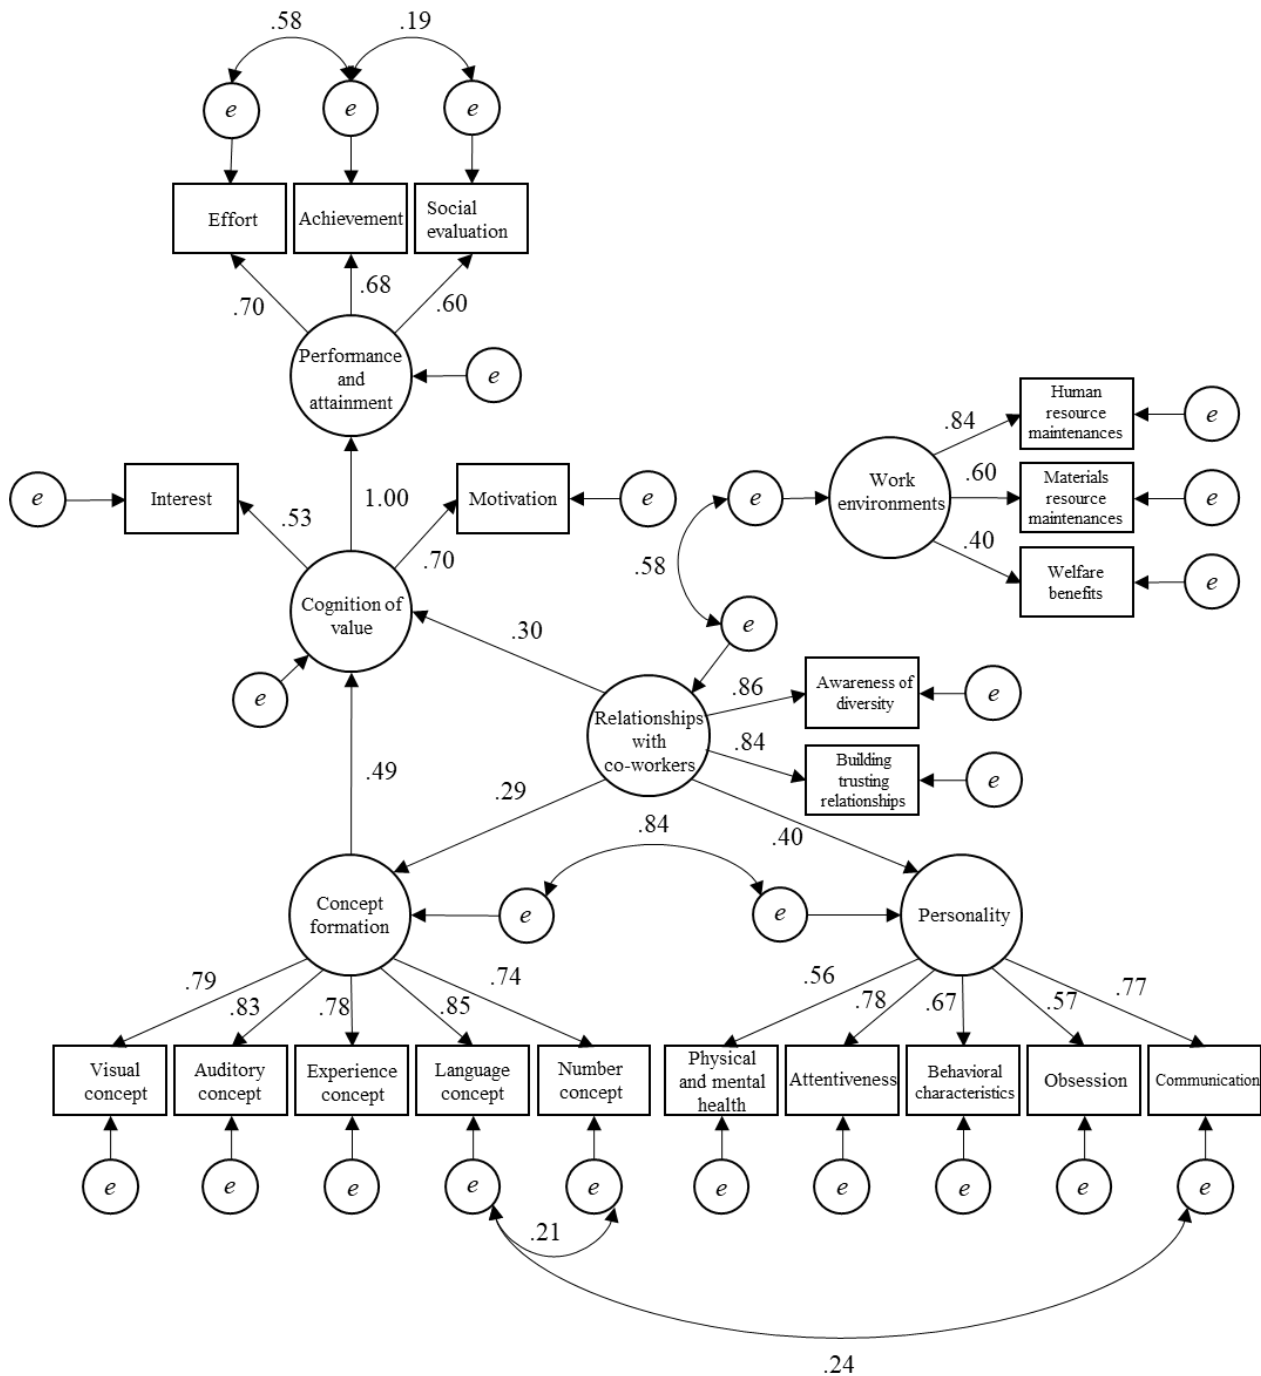 .58
.19
e
e
e
Effort
Achievement
Social
evaluation
.70
.68
.60
Performance
and
attainment
e
Human
resource
maintenances
e
.84
Work
environments
.60
Materials
resource
maintenances
e
e
.40
Welfare
benefits
e
e
Interest
.53
1.00
Motivation
e
.70
.58
e
Cognition of
value
e
.30
Relationships
with
co-workers
.86
Awareness of
diversity
e
.84
Building
trusting
relationships
e
.49
.29
.84
.40
Concept
formation
e
e
Personality
.79
.83
.78
.85
.74
.56
.78
.67
.57
.77
Visual
concept
Auditory
concept
Experience
concept
Language
concept
Number
concept
Physical
and mental
health
Attentiveness
Behavioral
characteristics
Obsession
Communication
e
e
e
e
e
e
e
e
e
e
.21
.24